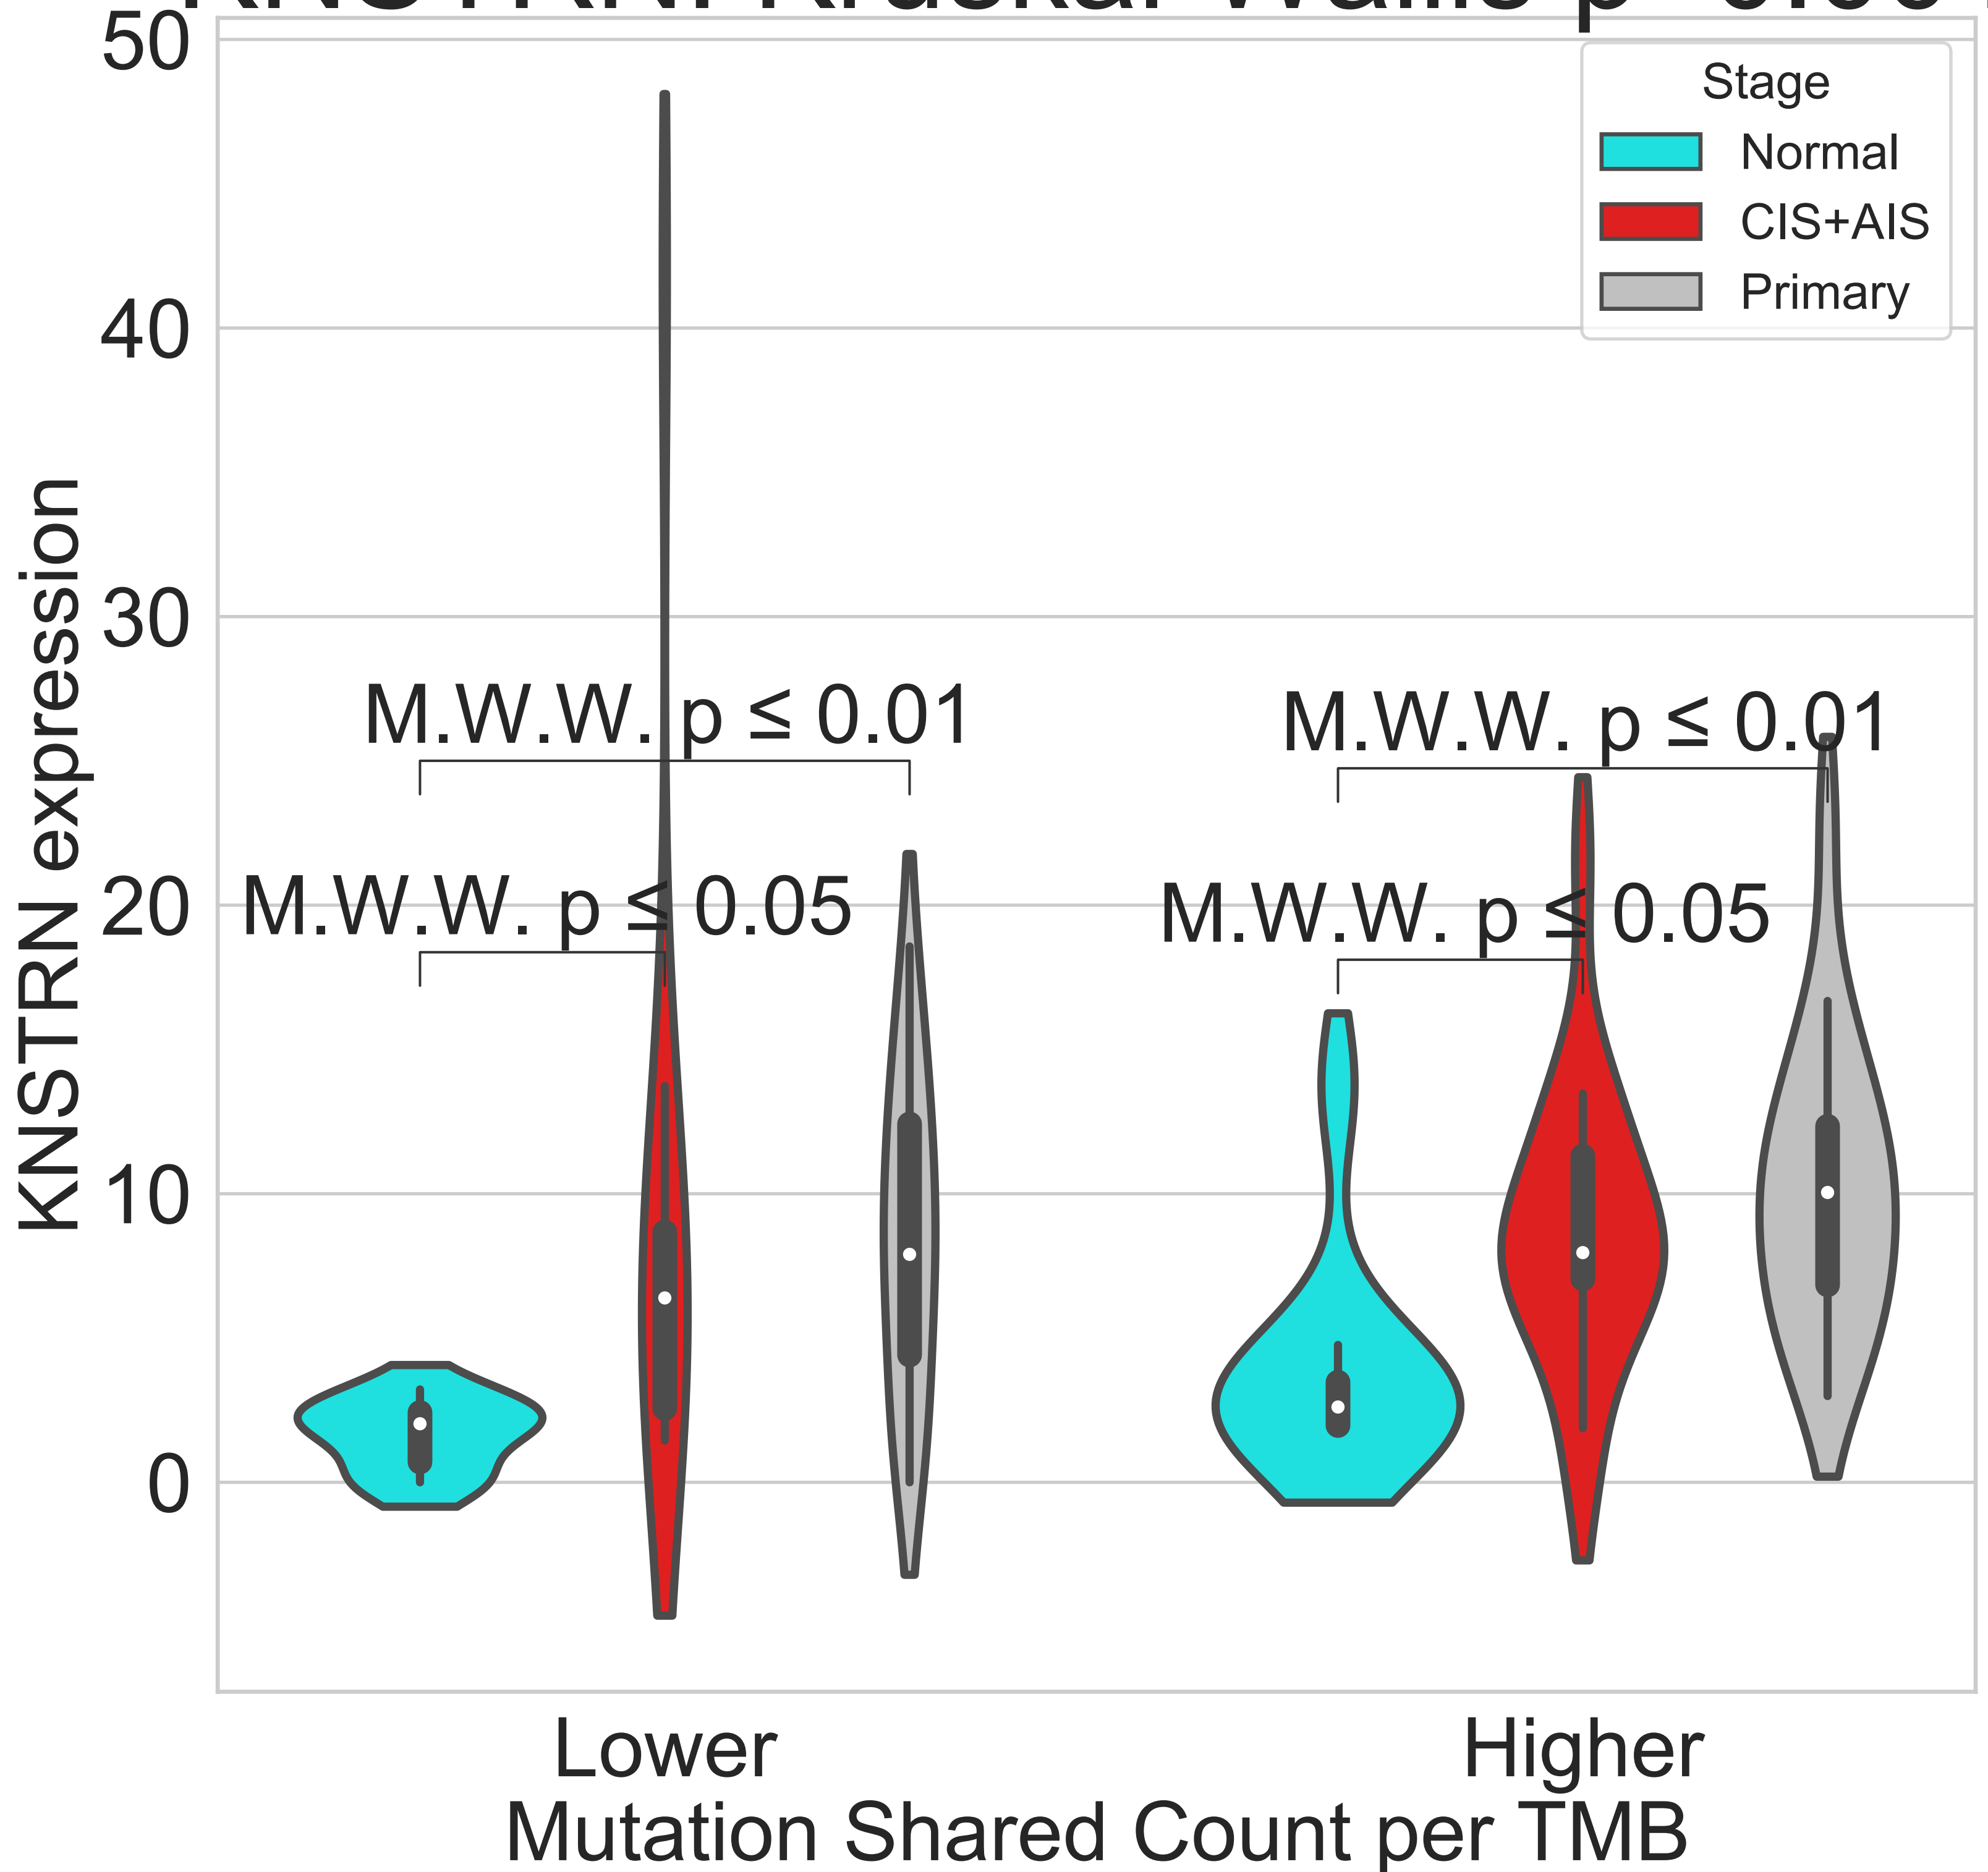 50
40
30
20
10
0
KNSTRN expression
Stage
Normal
CIS+AIS
Primary
M.W.W. p ≤ 0.01
M.W.W. p ≤ 0.01
M.W.W. p ≤ 0.05
M.W.W. p ≤ 0.05
Lower
Higher
Mutation Shared Count per TMB